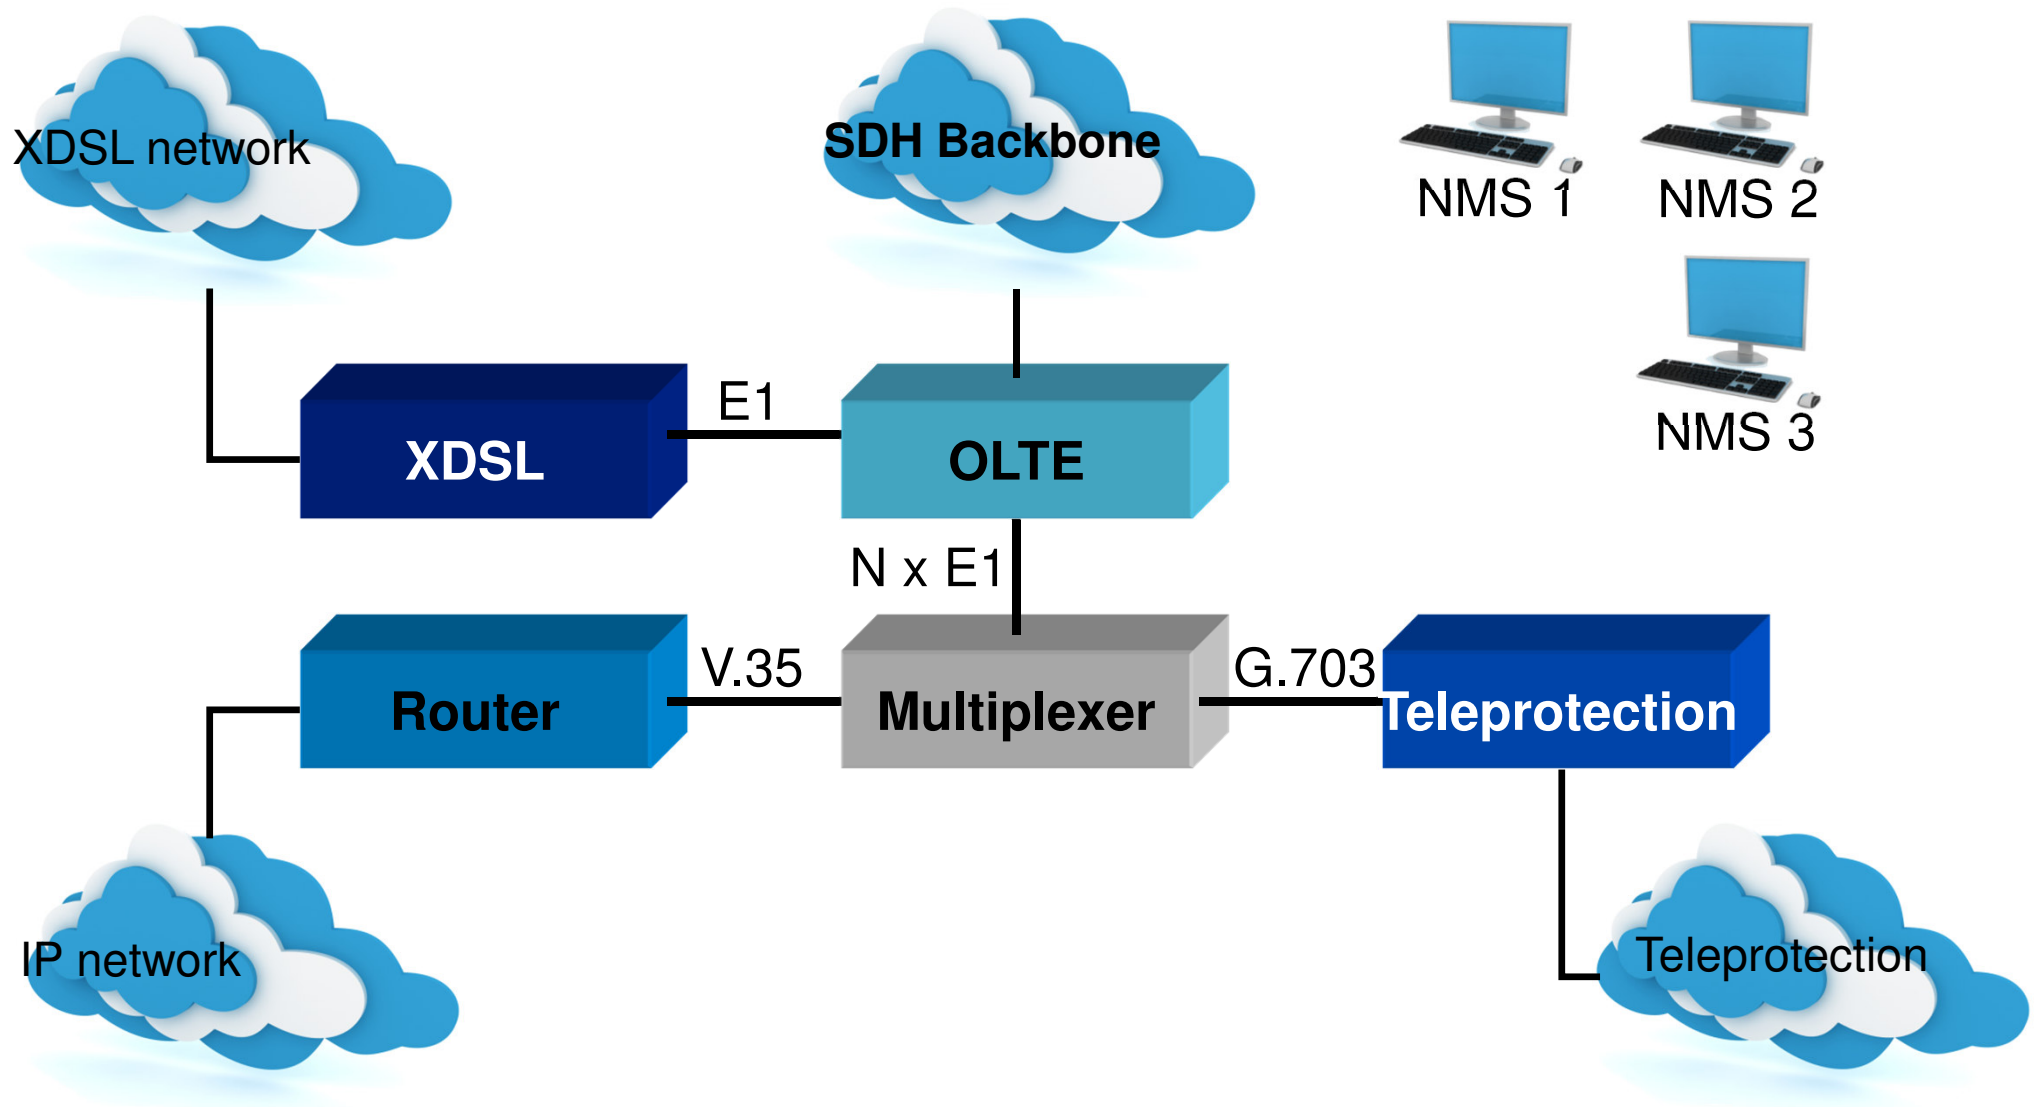 XDSL network
SDH Backbone
NMS 1
NMS 2
NMS 3
E1
XDSL
OLTE
N x E1
V.35
G.703
Router
Multiplexer
Teleprotection
IP network
Teleprotection